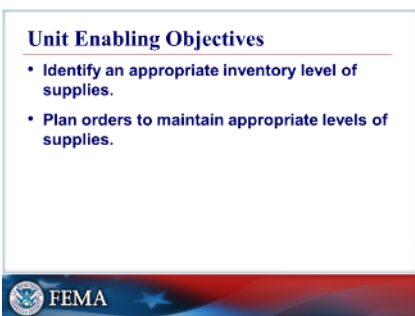 Unit Enabling Objectives
• Identify an appropriate inventory level of
supplies.
• Plan orders to maintain appropriate levels of
supplies.
FEMA